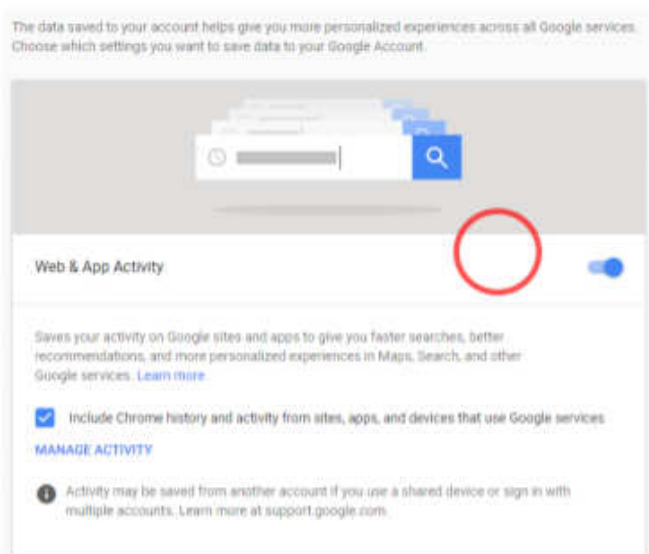 The data saved to your account helps give you more personalized experiences across all Google services.
Choose which settings you want to save data to your Google Account.
Web & App Activity
Saves your activity on Google sites and apps to give you faster searches, better
recommendations, and more personalized experiences in Maps, Search, and other
Google services. Learn more
Include Chrome history and activity from sites, apps, and devices that use Google services
MANAGE ACTIVITY
Activity may be saved from another account if you use a shared device or sign in with
multiple accounts. Learn more at support.google.com